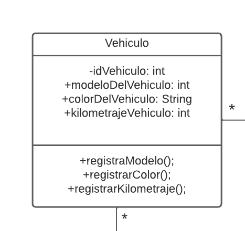 Vehiculo
-idVehiculo: int
+modeloDelVehiculo: int
+colorDelVehiculo: String
+kilometrajeVehiculo: int
*
+registraModelo();
+registrarColor();
+registrarKilometraje();
*